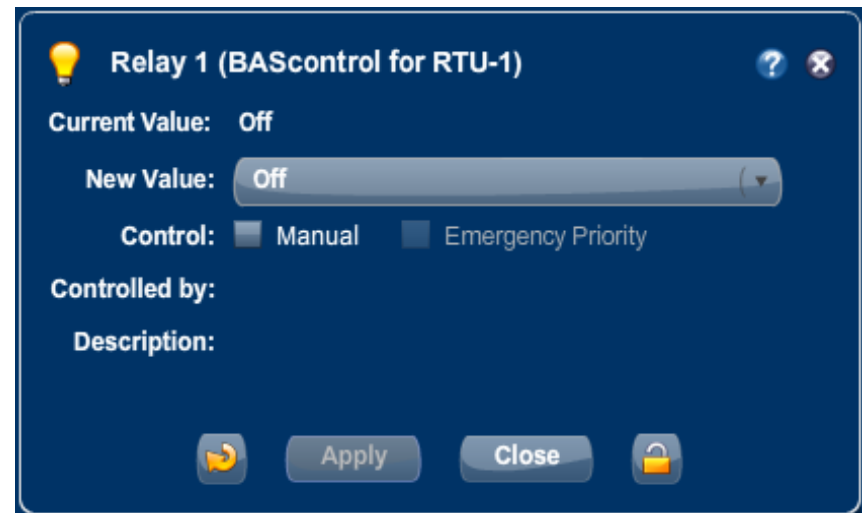 Relay 1 (BAScontrol for RTU-1) ?
Current Value: Off
New Value: Off
Control: Manual Emergency Priority
Controlled by:
Description:
Apply Close